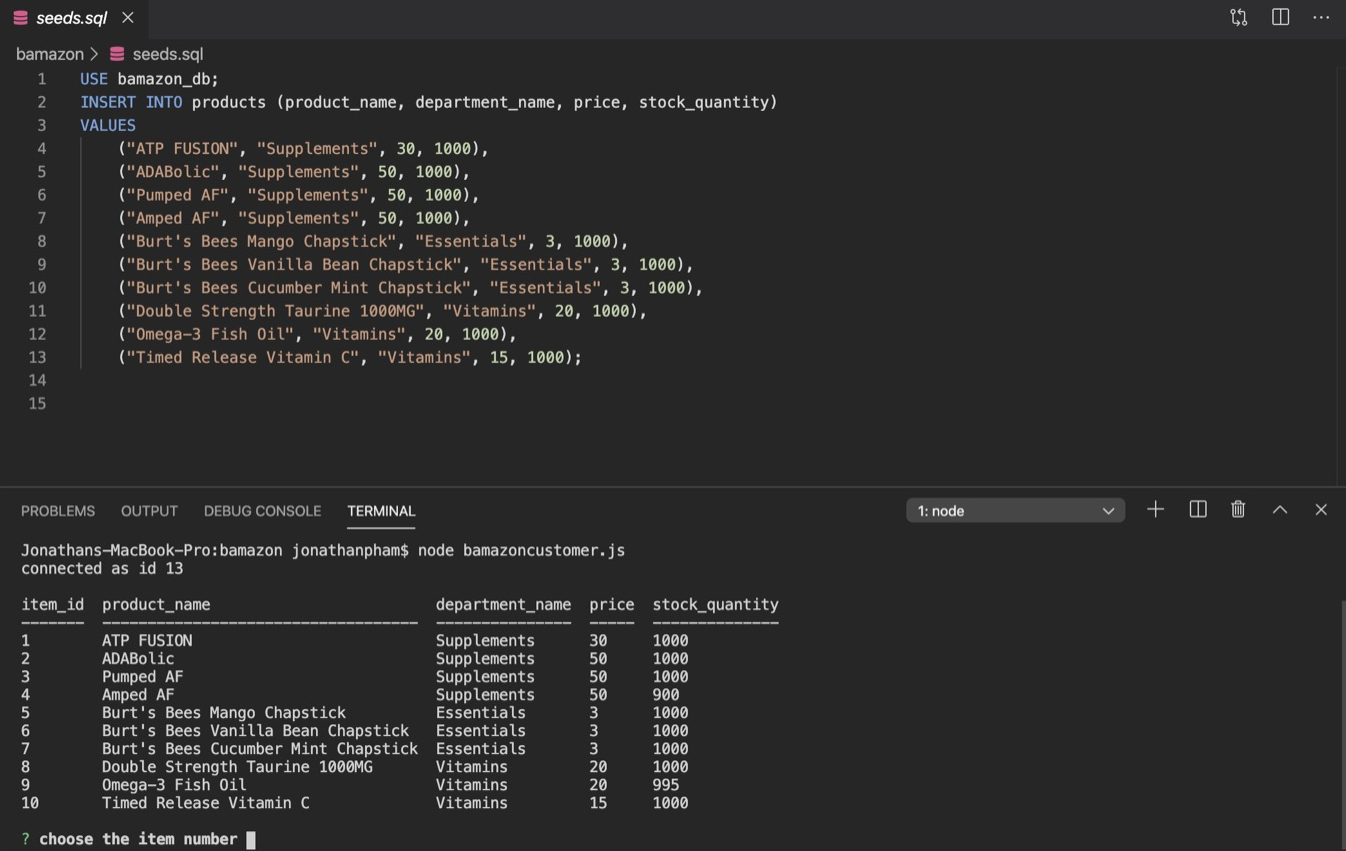 seeds.sql
bamazon > seeds.sql
1 USE bamazon_db;
2 INSERT INTO products (product_name, department_name, price, stock_quantity)
3 VALUES
4 ("ATP FUSION", "Supplements", 30, 1000),
5 ("ADABolic", "Supplements", 50, 1000),
6 ("Pumped AF", "Supplements", 50, 1000),
7 ("Amped AF", "Supplements", 50, 1000),
8 ("Burt's Bees Mango Chapstick", "Essentials", 3, 1000),
9 ("Burt's Bees Vanilla Bean Chapstick", "Essentials", 3, 1000),
10 ("Burt's Bees Cucumber Mint Chapstick", "Essentials", 3, 1000),
11 ("Double Strength Taurine 1000MG", "Vitamins", 20, 1000),
12 ("Omega-3 Fish Oil", "Vitamins", 20, 1000),
13 ("Timed Release Vitamin C", "Vitamins", 15, 1000);
14
15
PROBLEMS OUTPUT DEBUG CONSOLE TERMINAL 1: node
Jonathans-MacBook-Pro:bamazon jonathanpham$ node bamazoncustomer.js
connected as id 13
item_id product_name department_name price stock_quantity
------- ----------------------------------- --------------- ----- --------------
1 ATP FUSION Supplements 30 1000
2 ADABolic Supplements 50 1000
3 Pumped AF Supplements 50 1000
4 Amped AF Supplements 50 900
5 Burt's Bees Mango Chapstick Essentials 3 1000
6 Burt's Bees Vanilla Bean Chapstick Essentials 3 1000
7 Burt's Bees Cucumber Mint Chapstick Essentials 3 1000
8 Double Strength Taurine 1000MG Vitamins 20 1000
9 Omega-3 Fish Oil Vitamins 20 995
10 Timed Release Vitamin C Vitamins 15 1000
? choose the item number